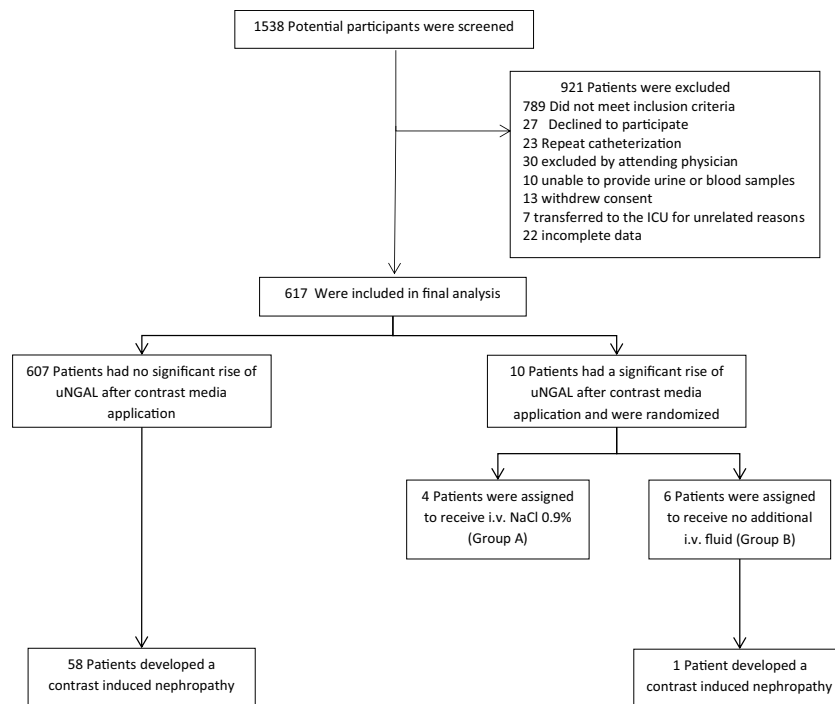 1538 Potential participants were screened
921 Patients were excluded
789 Did not meet inclusion criteria
27 Declined to participate
23 Repeat catheterization
30 excluded by attending physician
10 unable to provide urine or blood samples
13 withdrew consent
7 transferred to the ICU for unrelated reasons
22 incomplete data
617 Were included in final analysis
607 Patients had no significant rise of
uNGAL after contrast media
application
10 Patients had a significant rise of
uNGAL after contrast media
application and were randomized
4 Patients were assigned
to receive i.v. NaCl 0.9%
(Group A)
6 Patients were assigned
to receive no additional
i.v. fluid (Group B)
58 Patients developed a
contrast induced nephropathy
1 Patient developed a
contrast induced nephropathy